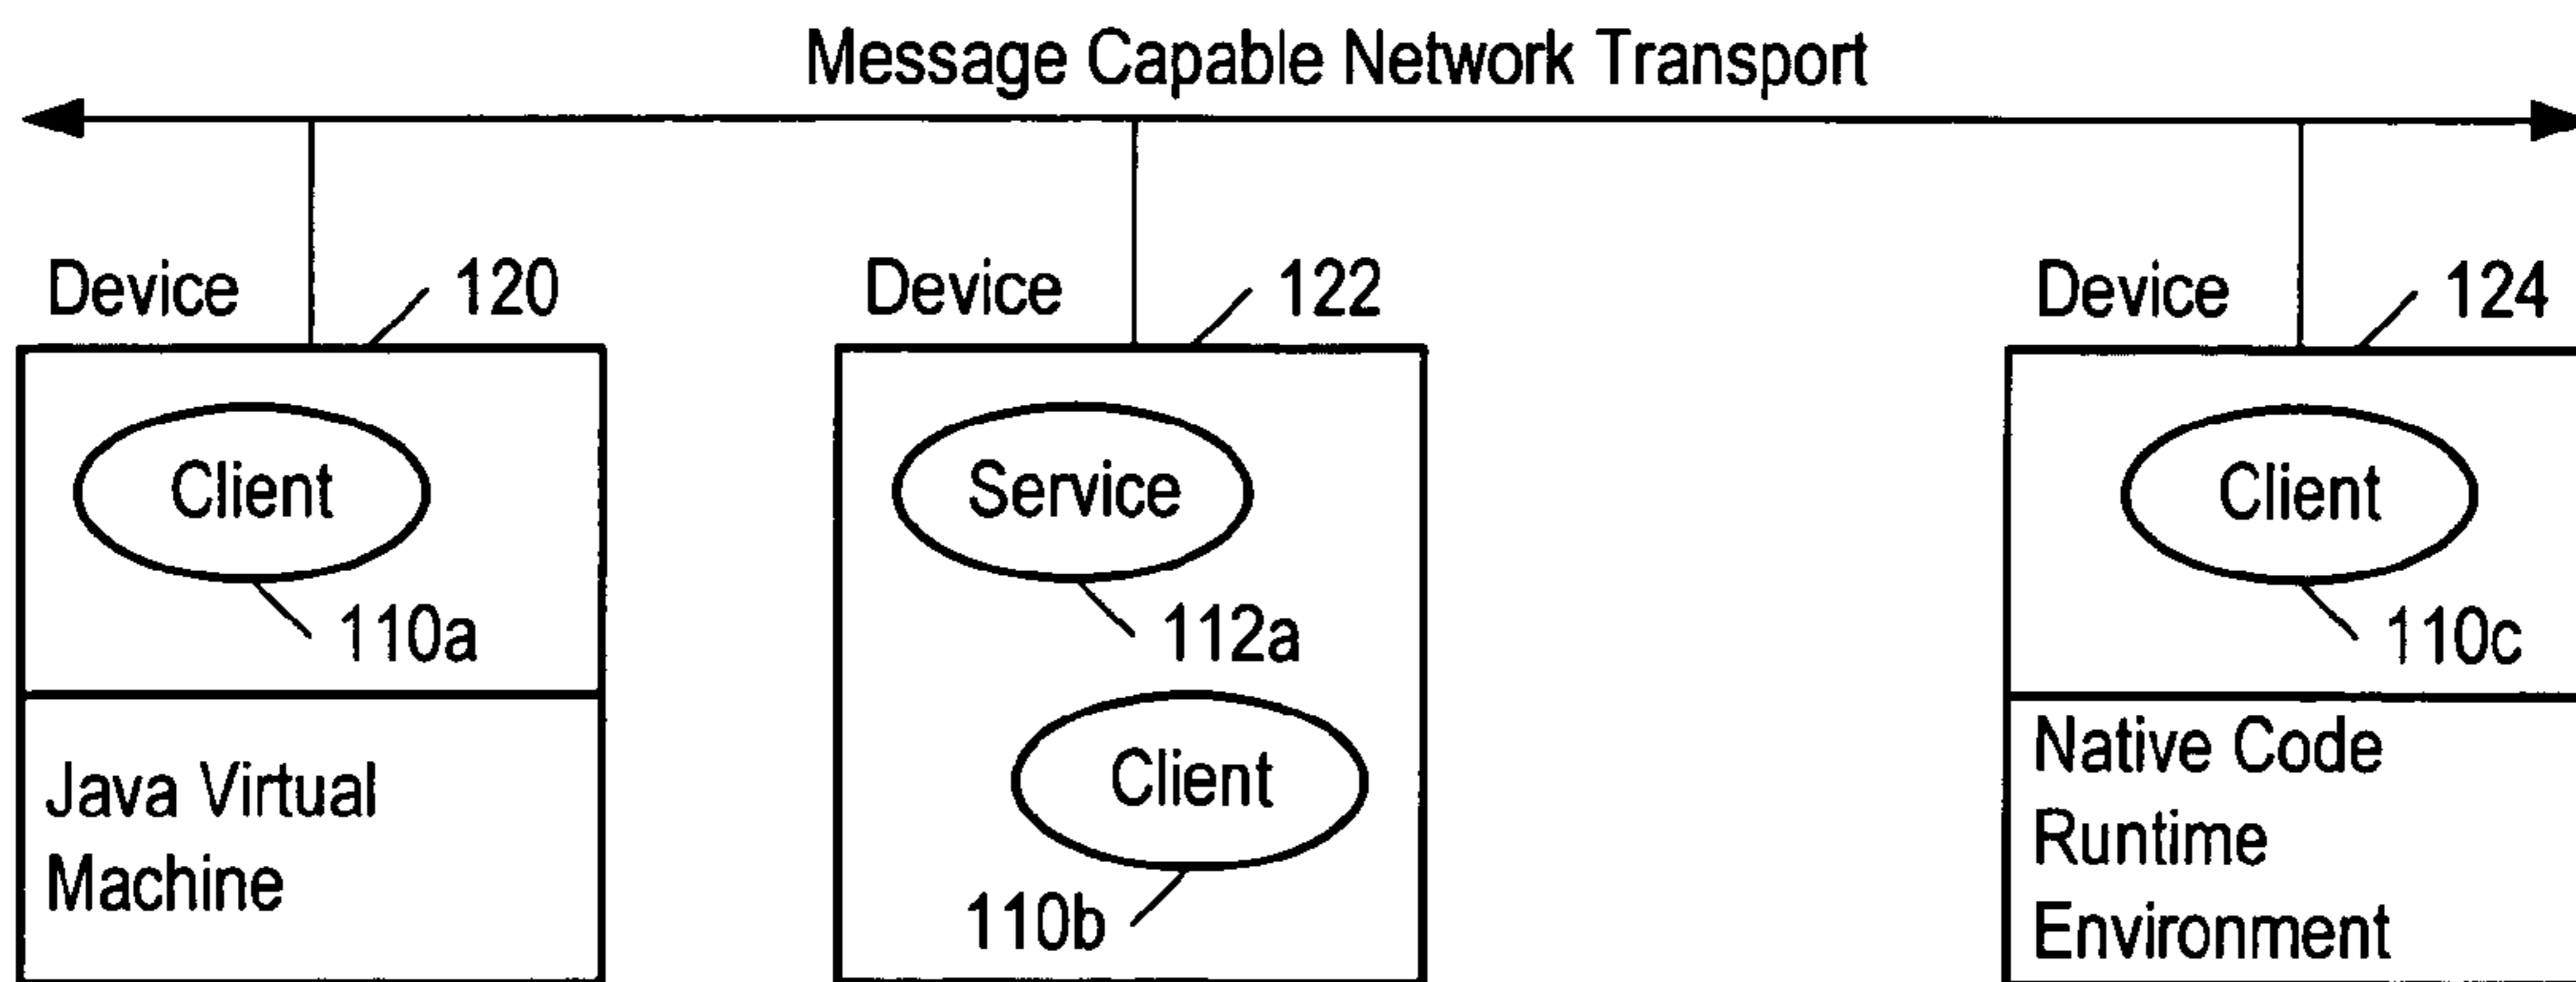 Message Capable Network Transport
Device 120
Device 122
Device 124
Client
Service
Client
110a
112a
110c
Java Virtual
Machine
Client
110b
Native Code
Runtime
Environment